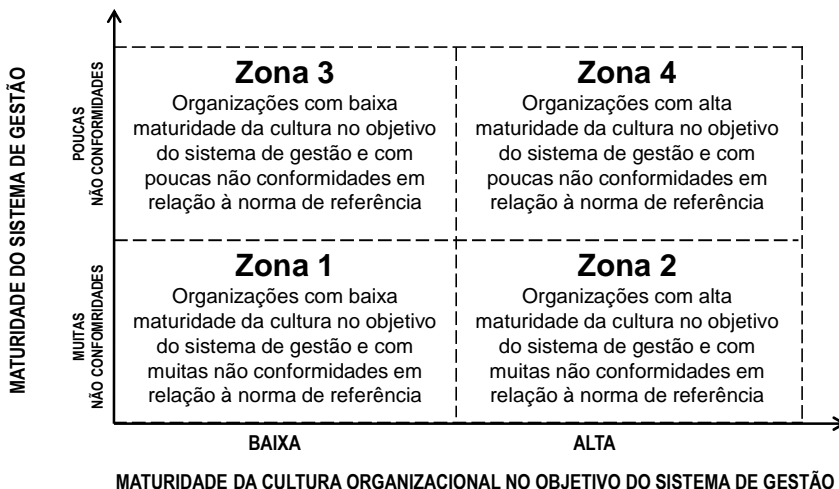 MATURIDADE DO SISTEMA DE GESTÃO
POUCAS
NÃO CONFORMIDADES
Zona 3
Organizações com baixa
maturidade da cultura no objetivo
do sistema de gestão e com
poucas não conformidades em
relação à norma de referência
Zona 4
Organizações com alta
maturidade da cultura no objetivo
do sistema de gestão e com
poucas não conformidades em
relação à norma de referência
MUITAS
NÃO CONFOMRIDADES
Zona 1
Organizações com baixa
maturidade da cultura no objetivo
do sistema de gestão e com
muitas não conformidades em
relação à norma de referência
Zona 2
Organizações com alta
maturidade da cultura no objetivo
do sistema de gestão e com
muitas não conformidades em
relação à norma de referência
BAIXA
ALTA
MATURIDADE DA CULTURA ORGANIZACIONAL NO OBJETIVO DO SISTEMA DE GESTÃO